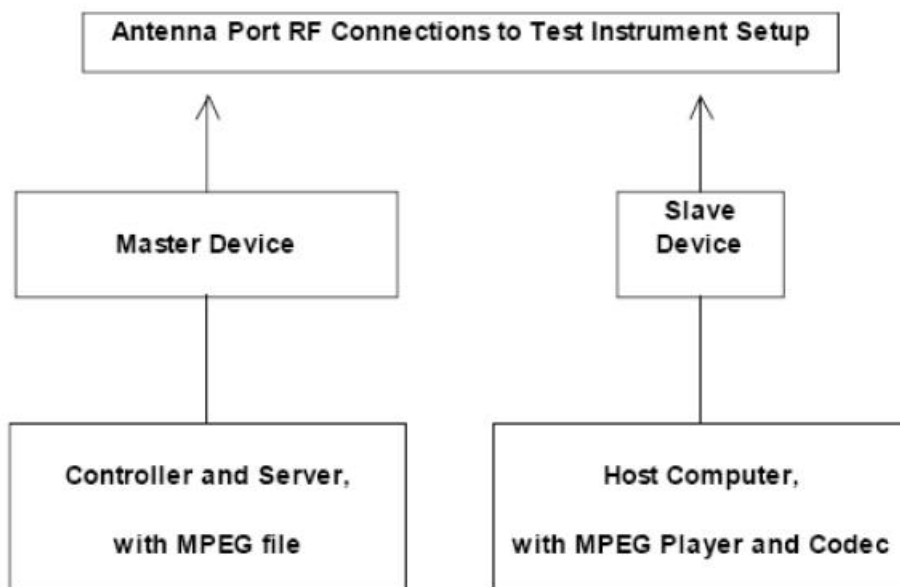 Antenna Port RF Connections to Test Instrument Setup
Master Device
Slave
Device
Controller and Server,
with MPEG file
Host Computer,
with MPEG Player and Codec